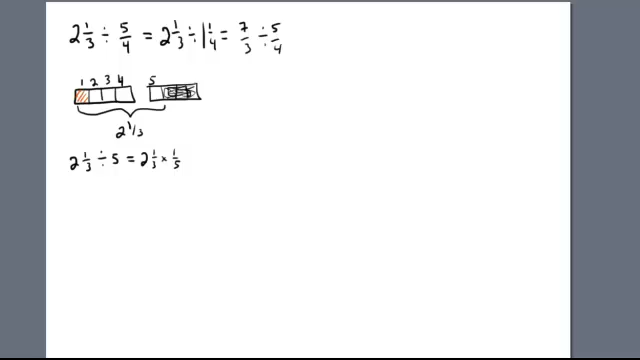 2 1/3 ÷ 5/4 = 2 1/3 ÷ 1 1/4 = 7/3 ÷ 5/4
1 2 3 4 5
2 1/3
2 1/3 ÷ 5 = 2 1/3 × 1/5